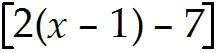 [2(x – 1) – 7]